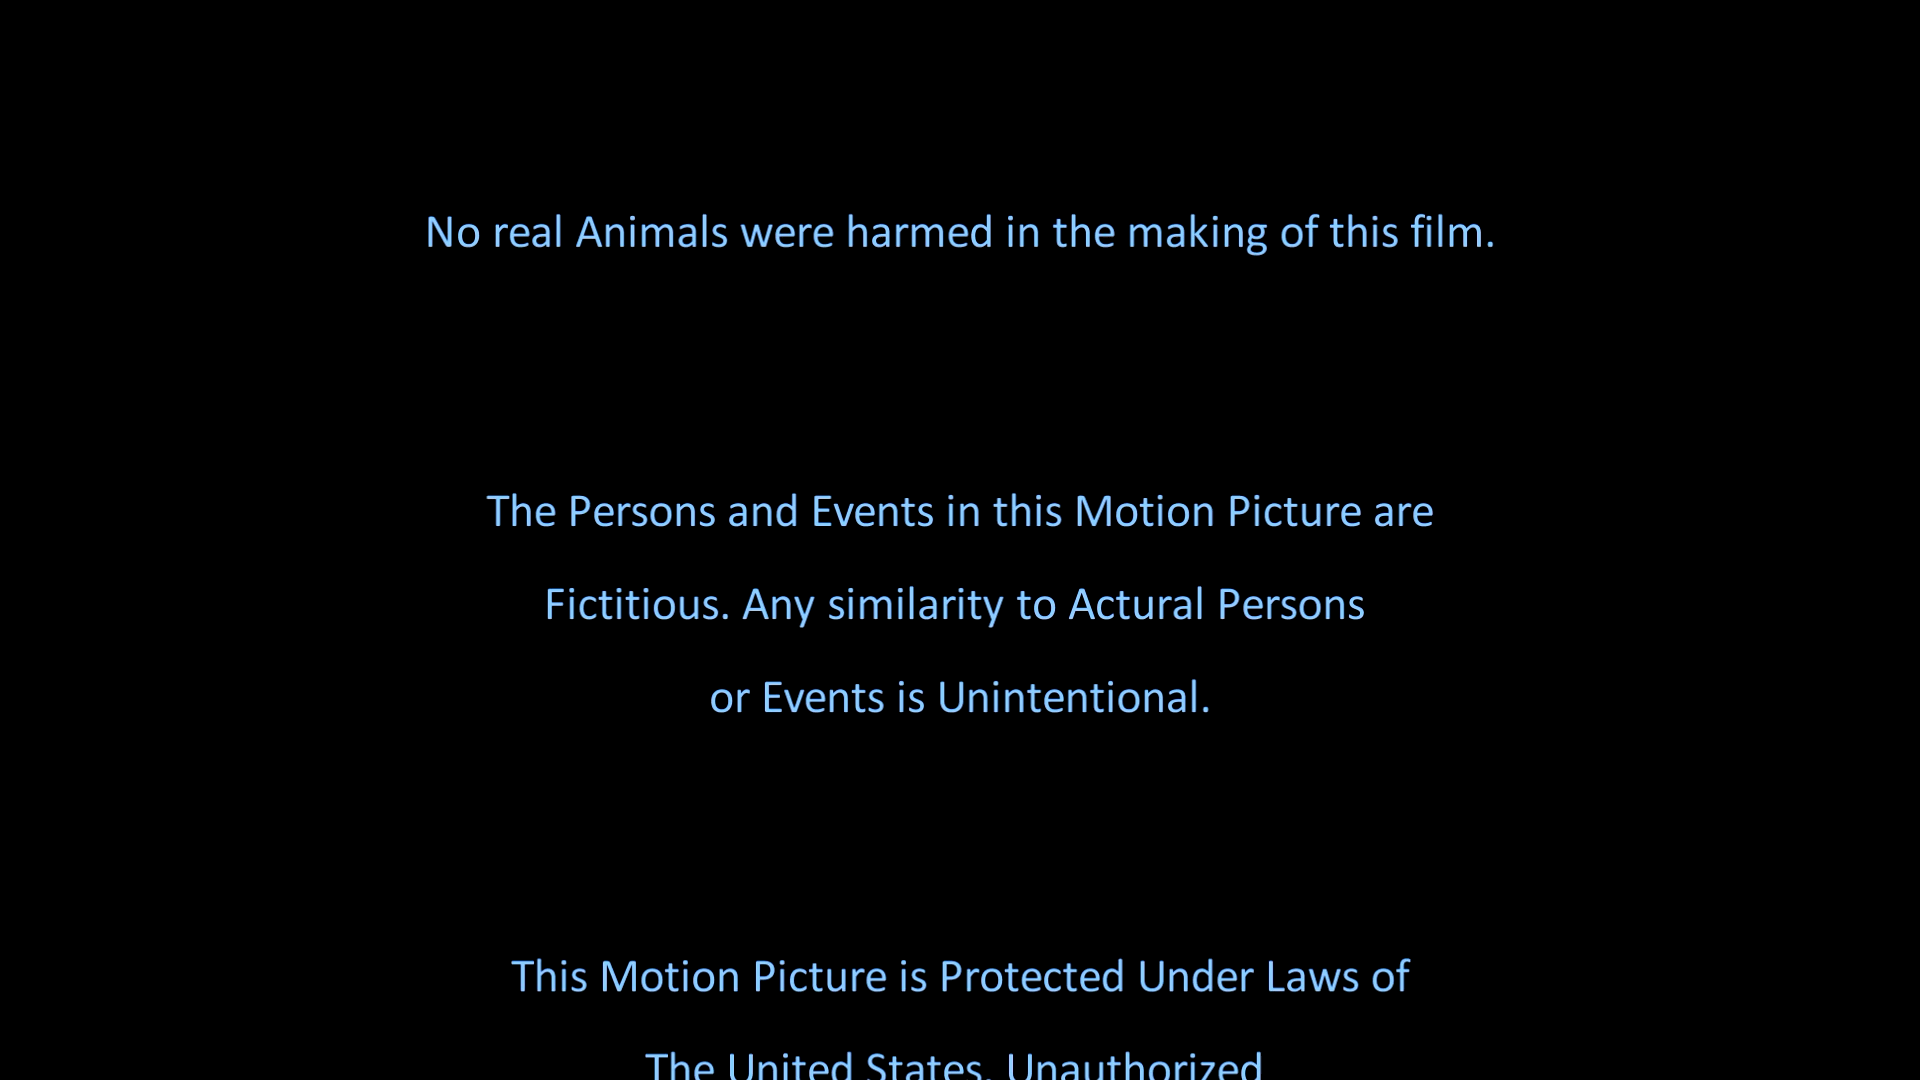 No real Animals were harmed in the making of this film.
The Persons and Events in this Motion Picture are
Fictitious. Any similarity to Actural Persons
or Events is Unintentional.
This Motion Picture is Protected Under Laws of
The United States. Unauthorized